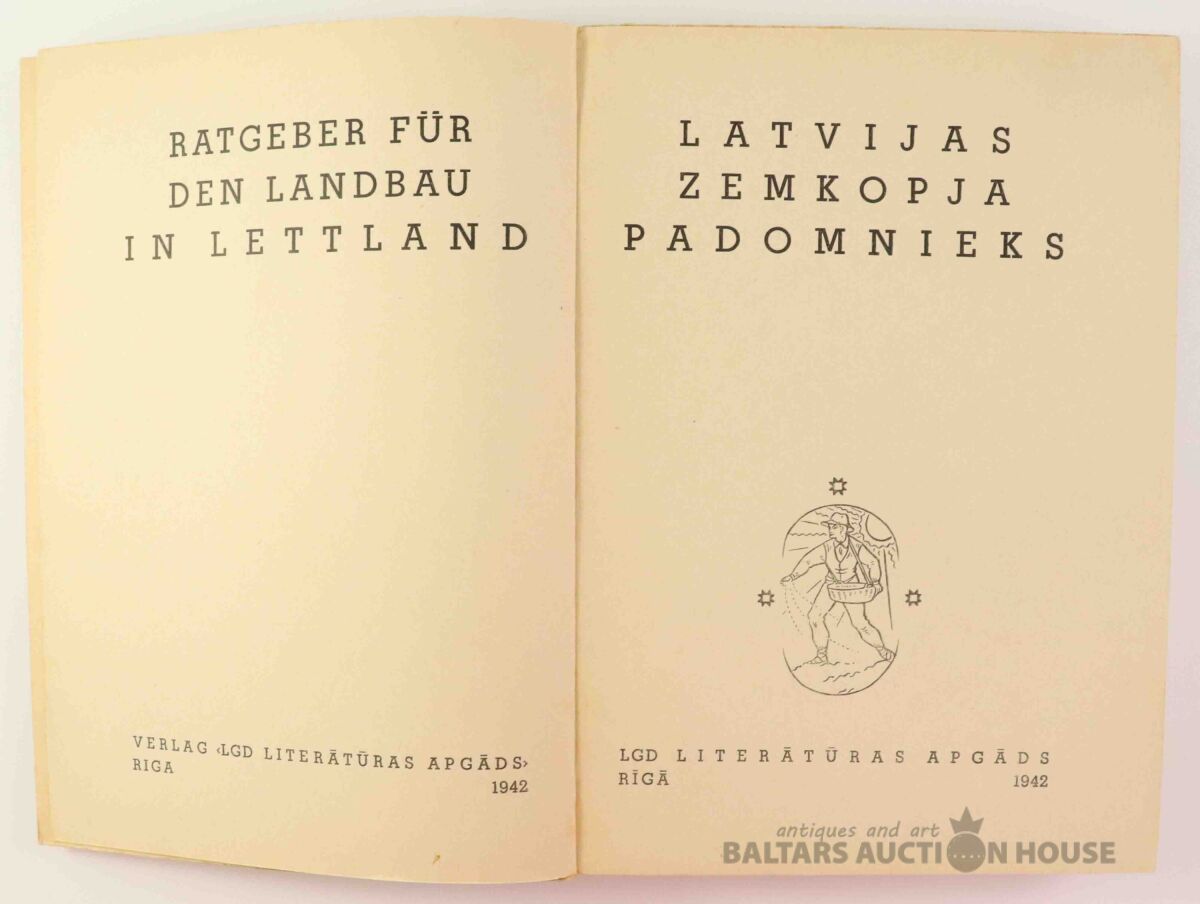 RATGEBER FÜR
DEN LANDBAU
IN LETTLAND
VERLAG ‹LGD LITERĀTŪRAS APGĀDS›
RIGA
1942
LATVIJAS
ZEMKOPJA
PADOMNIEKS
LGD LITERĀTŪRAS APGĀDS
RĪGĀ 1942
antiques and art
BALTARS AUCTION HOUSE